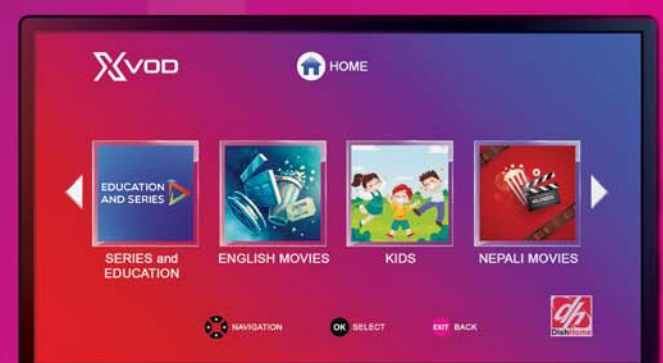 XVOD
HOME
EDUCATION
AND SERIES
SERIES and
EDUCATION
ENGLISH MOVIES
KIDS
NEPALI MOVIES
NAVIGATION
OK SELECT
EXIT BACK
dh
DishHome